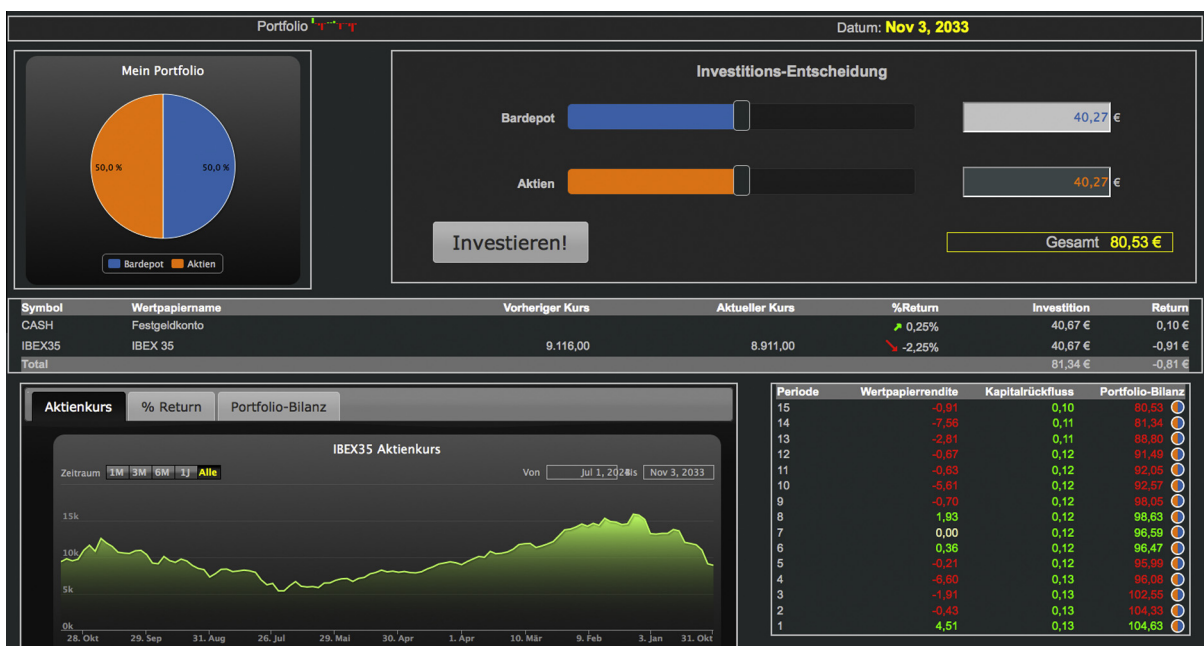 Portfolio Datum: Nov 3, 2033
Mein Portfolio
50,0 % 50,0 %
Bardepot Aktien
Investitions-Entscheidung
Bardepot 40,27 €
Aktien 40,27 €
Investieren! Gesamt 80,53 €
Symbol Wertpapiername Vorheriger Kurs Aktueller Kurs %Return Investition Return
CASH Festgeldkonto 0,25% 40,67 € 0,10 €
IBEX35 IBEX 35 9.116,00 8.911,00 -2,25% 40,67 € -0,91 €
Total 81,34 € -0,81 €
Aktienkurs % Return Portfolio-Bilanz
IBEX35 Aktienkurs
Zeitraum 1M 3M 6M 1J Alle Von Jul 1, 2024 Bis Nov 3, 2033
15k
10k
5k
0k
28. Okt 29. Sep 31. Aug 26. Jul 29. Mai 30. Apr 1. Apr 10. Mär 9. Feb 3. Jan 31. Okt
Periode Wertpapierrendite Kapitalrückfluss Portfolio-Bilanz
15 -0,91 0,10 80,53
14 -7,56 0,11 81,34
13 -2,81 0,11 88,80
12 -0,67 0,12 91,49
11 -0,63 0,12 92,05
10 -5,61 0,12 92,57
9 -0,70 0,12 98,05
8 1,93 0,12 98,63
7 0,00 0,12 96,59
6 0,36 0,12 96,47
5 -0,21 0,12 95,99
4 -6,60 0,13 96,08
3 -1,91 0,13 102,55
2 -0,43 0,13 104,33
1 4,51 0,13 104,63